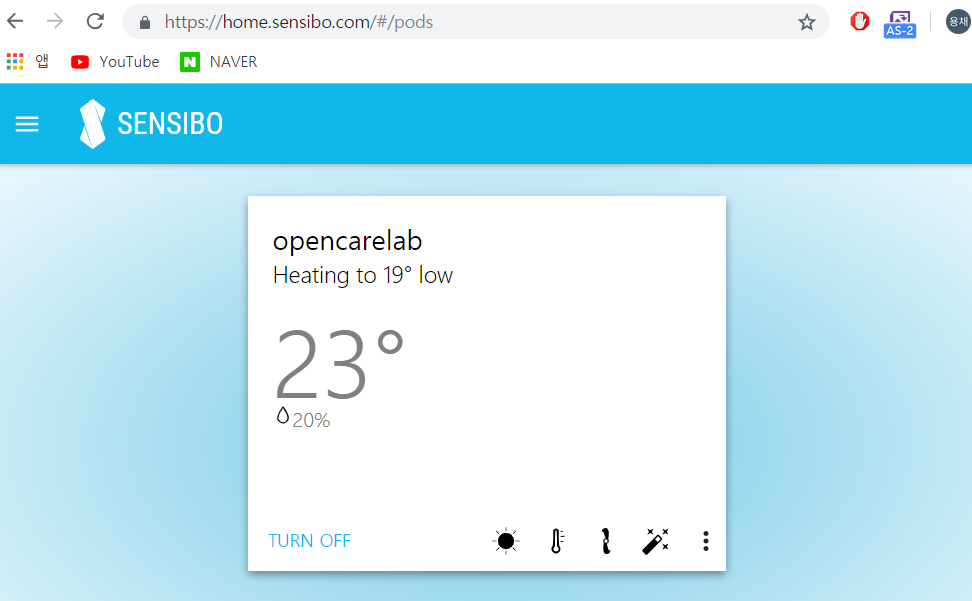 https://home.sensibo.com/#/pods
AS-2
용채
앱 YouTube NAVER
SENSIBO
opencarelab
Heating to 19° low
23°
20%
TURN OFF